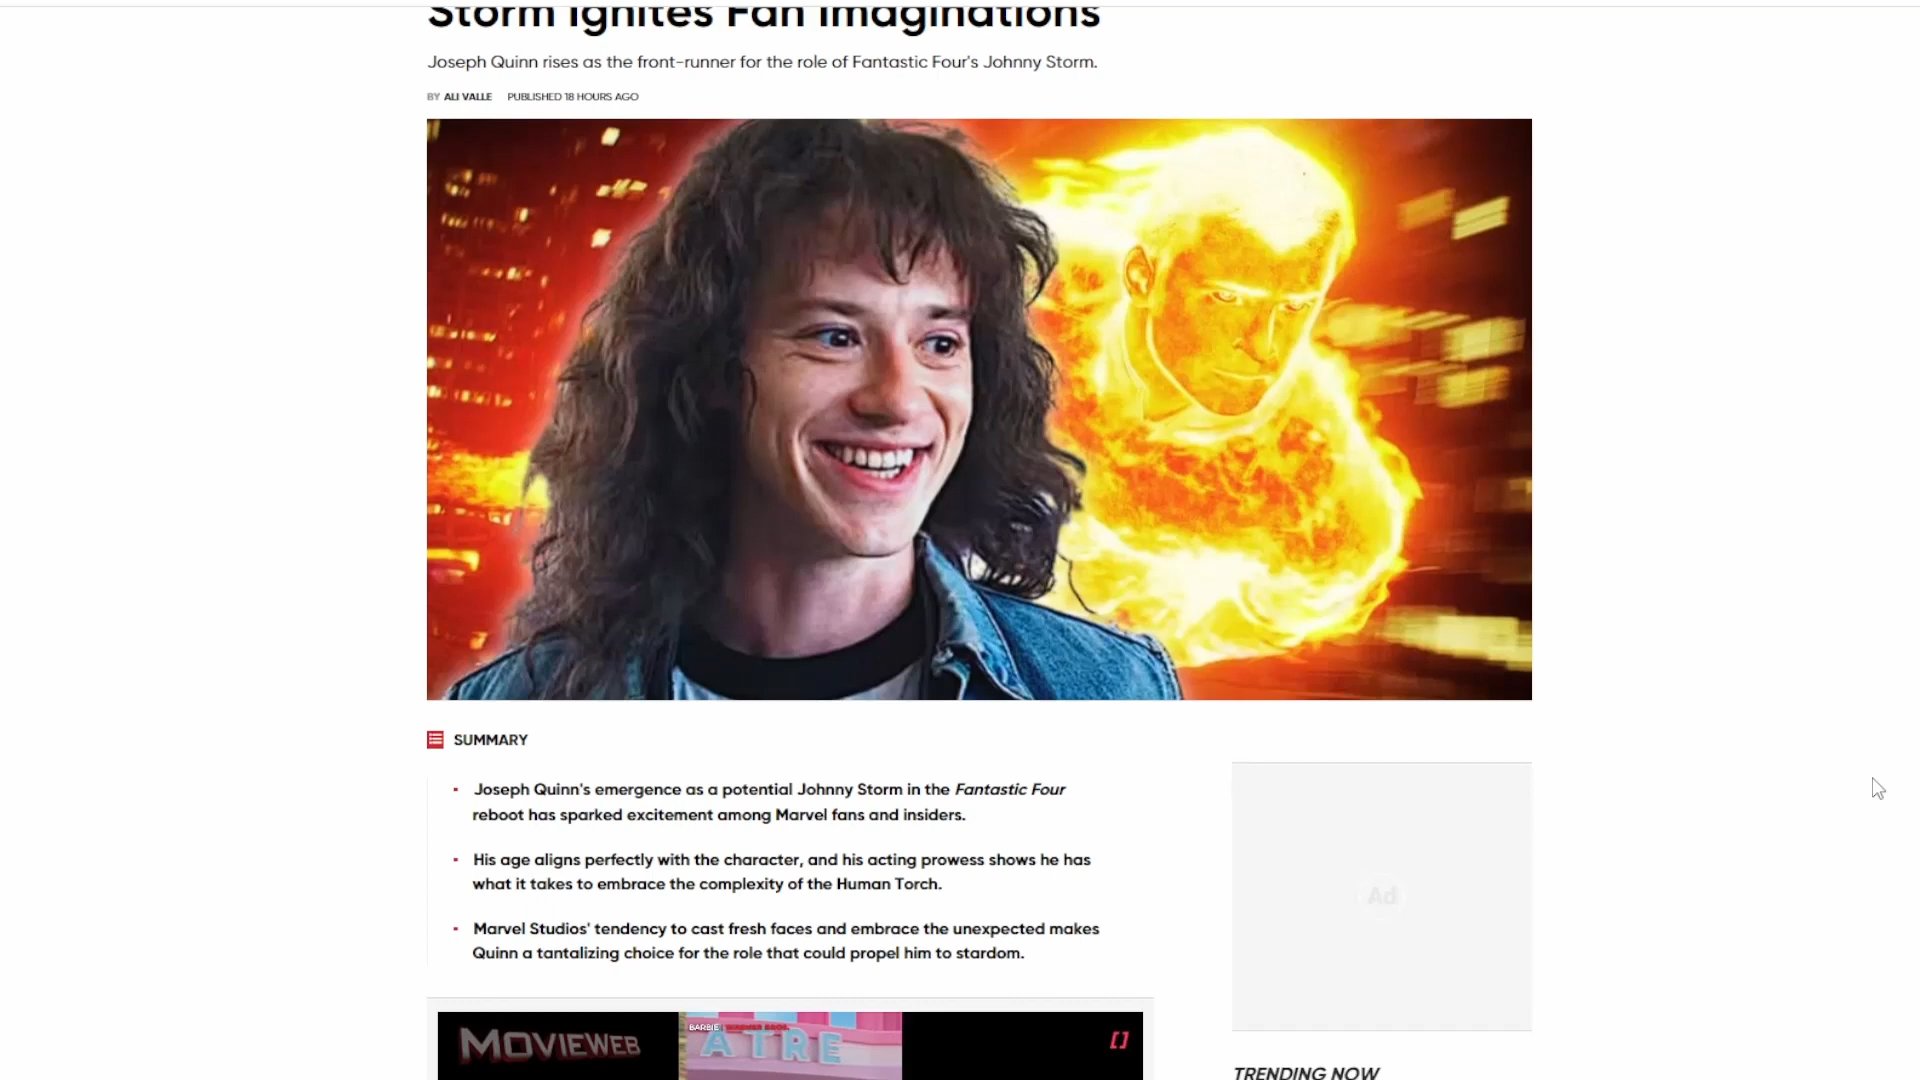 Storm Ignites Fan Imaginations
Joseph Quinn rises as the front-runner for the role of Fantastic Four's Johnny Storm.
BY ALI VALLE PUBLISHED 18 HOURS AGO
SUMMARY
Joseph Quinn's emergence as a potential Johnny Storm in the Fantastic Four
reboot has sparked excitement among Marvel fans and insiders.
His age aligns perfectly with the character, and his acting prowess shows he has
what it takes to embrace the complexity of the Human Torch.
Marvel Studios' tendency to cast fresh faces and embrace the unexpected makes
Quinn a tantalizing choice for the role that could propel him to stardom.
Ad
MOVIEWEB
BARBIE | WARNER BROS.
ATRE
TRENDING NOW